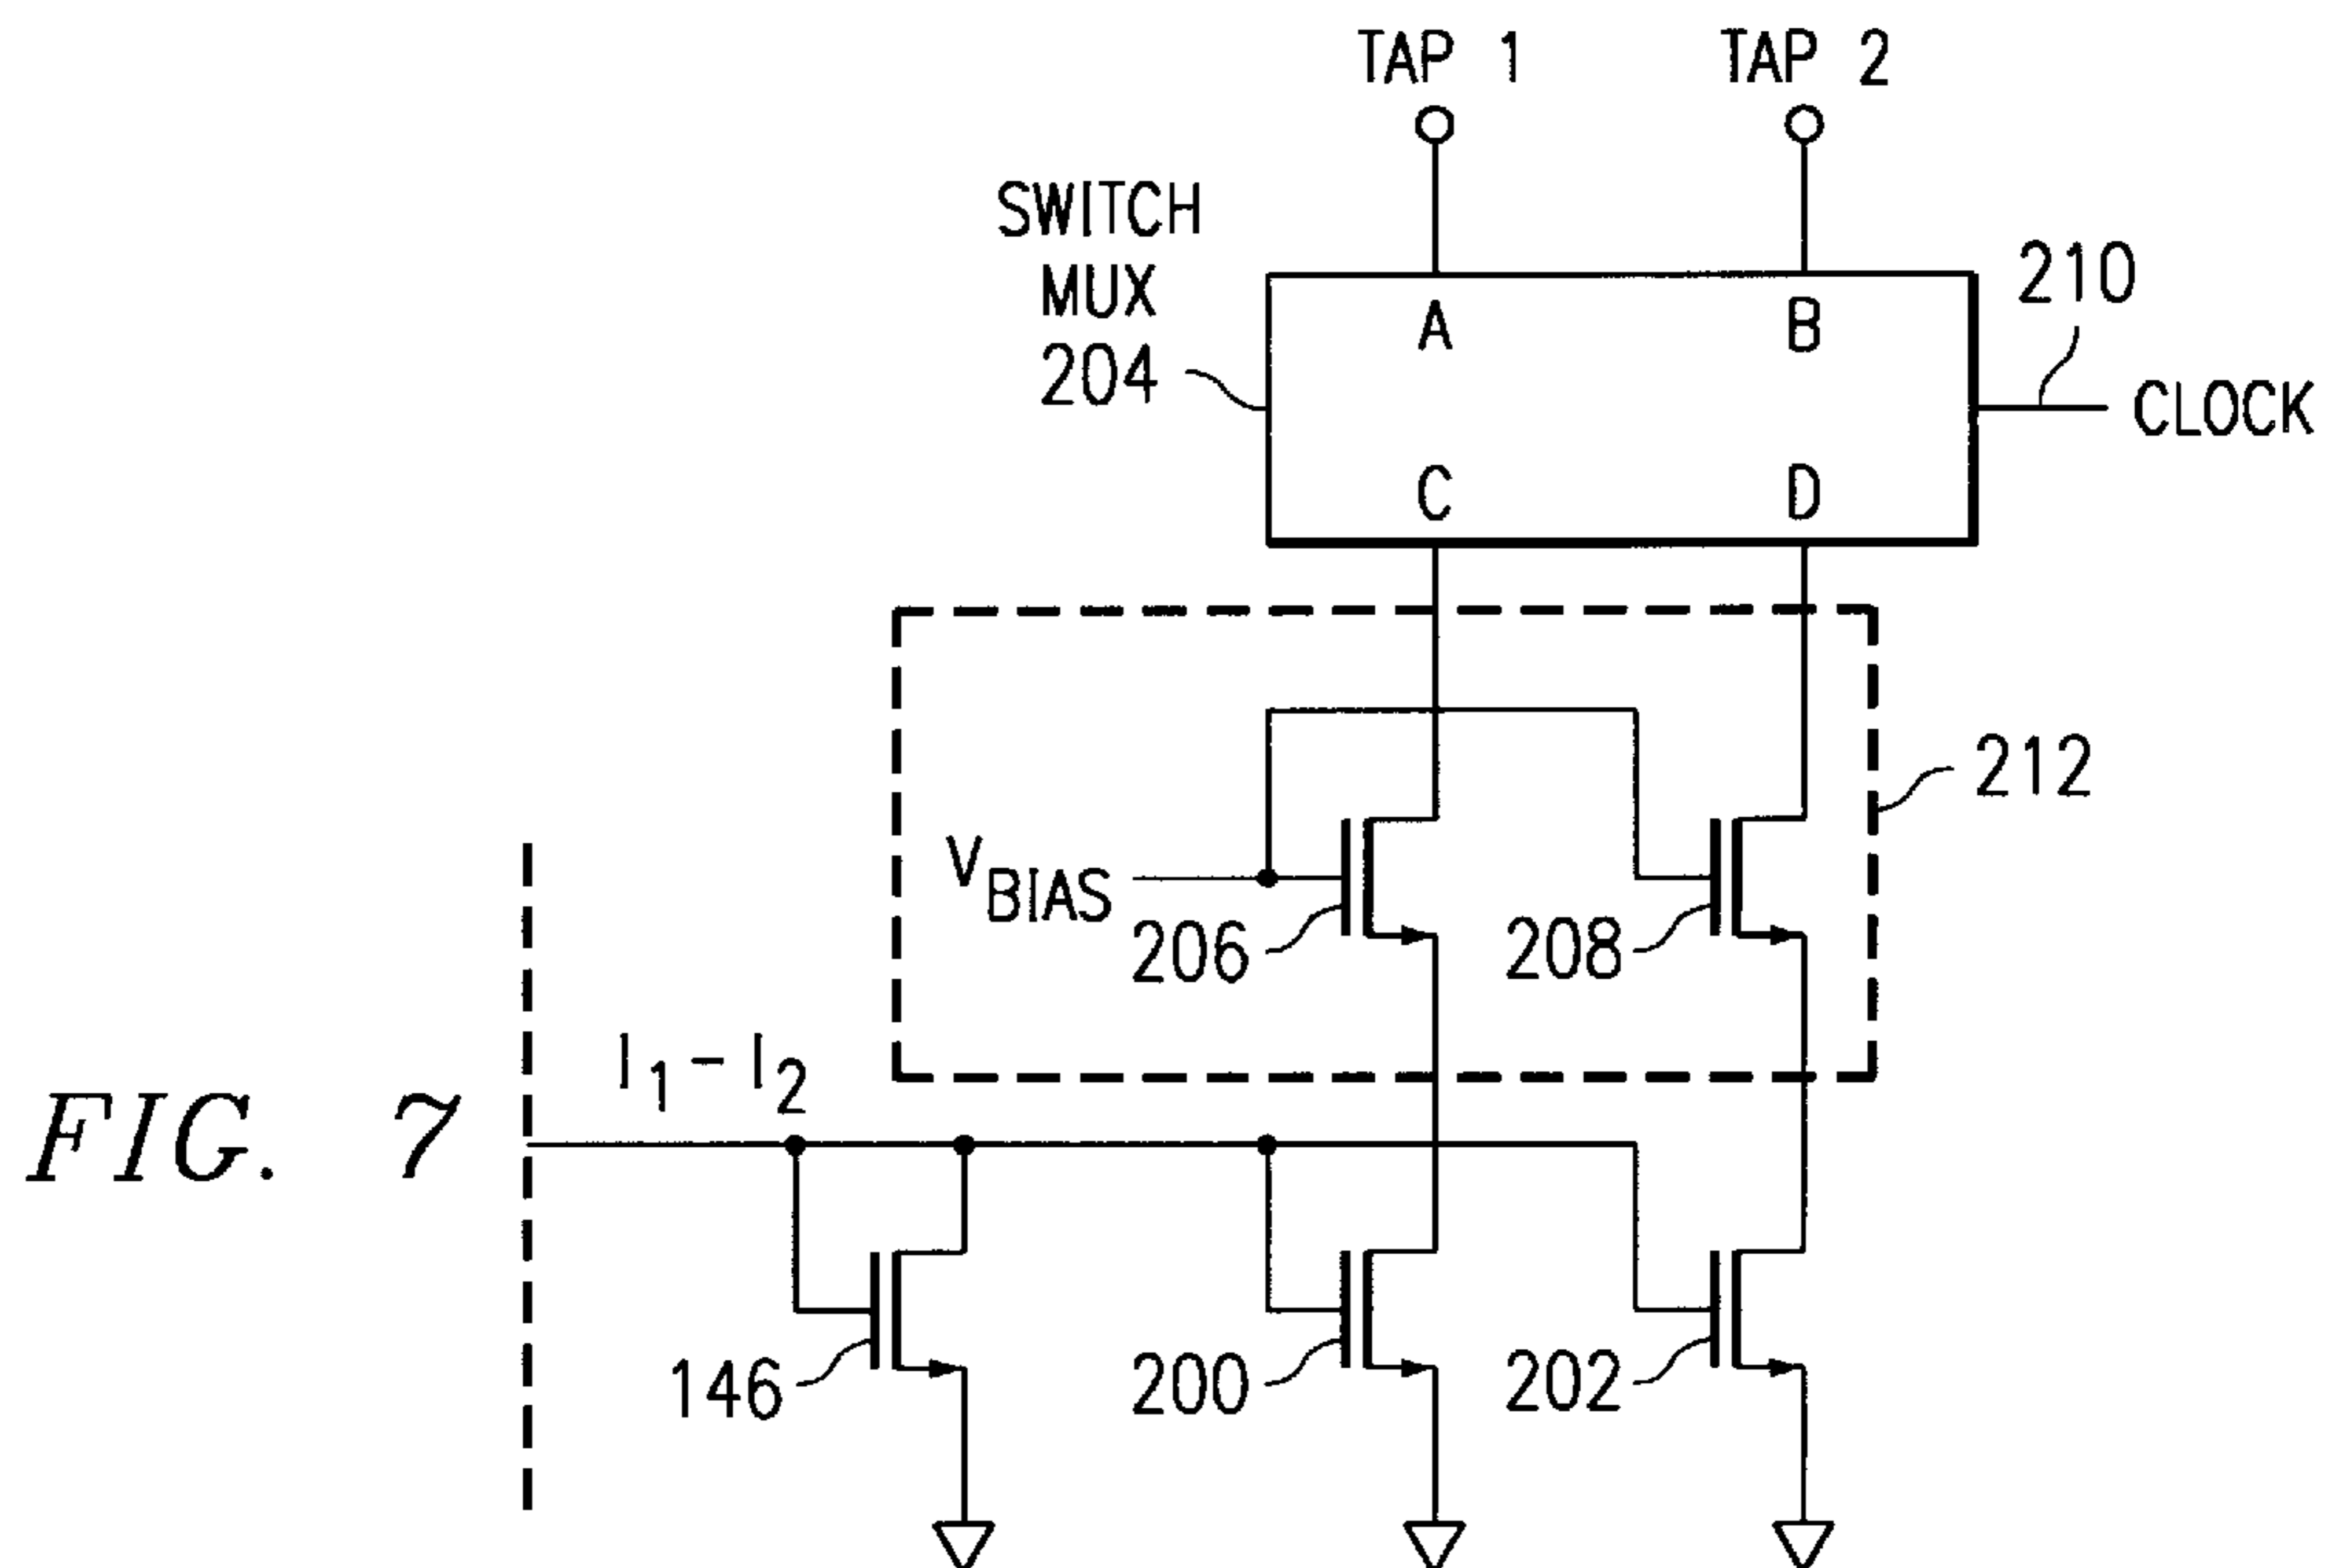 TAP 1
TAP 2
SWITCH
MUX
204
A
B
210
CLOCK
C
D
212
VBIAS
206
208
I1-I2
FIG. 7
146
200
202